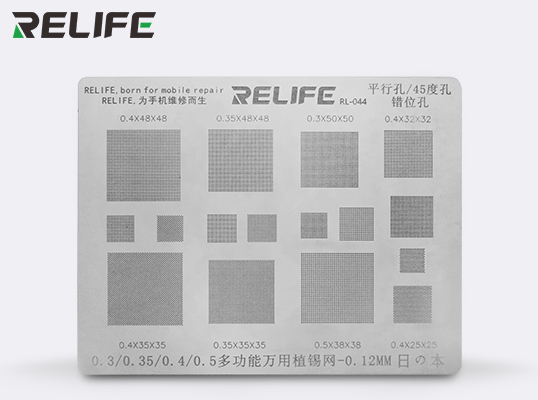 RELIFE
RELIFE, born for mobile repair
RELIFE, 为手机维修而生
RELIFE RL-044
平行孔/45度孔
错位孔
0.4X48X48 0.35X48X48 0.3X50X50 0.4X32X32
0.4X35X35 0.35X35X35 0.5X38X38 0.4X25X25
0.3/0.35/0.4/0.5多功能万用植锡网-0.12MM 日の本